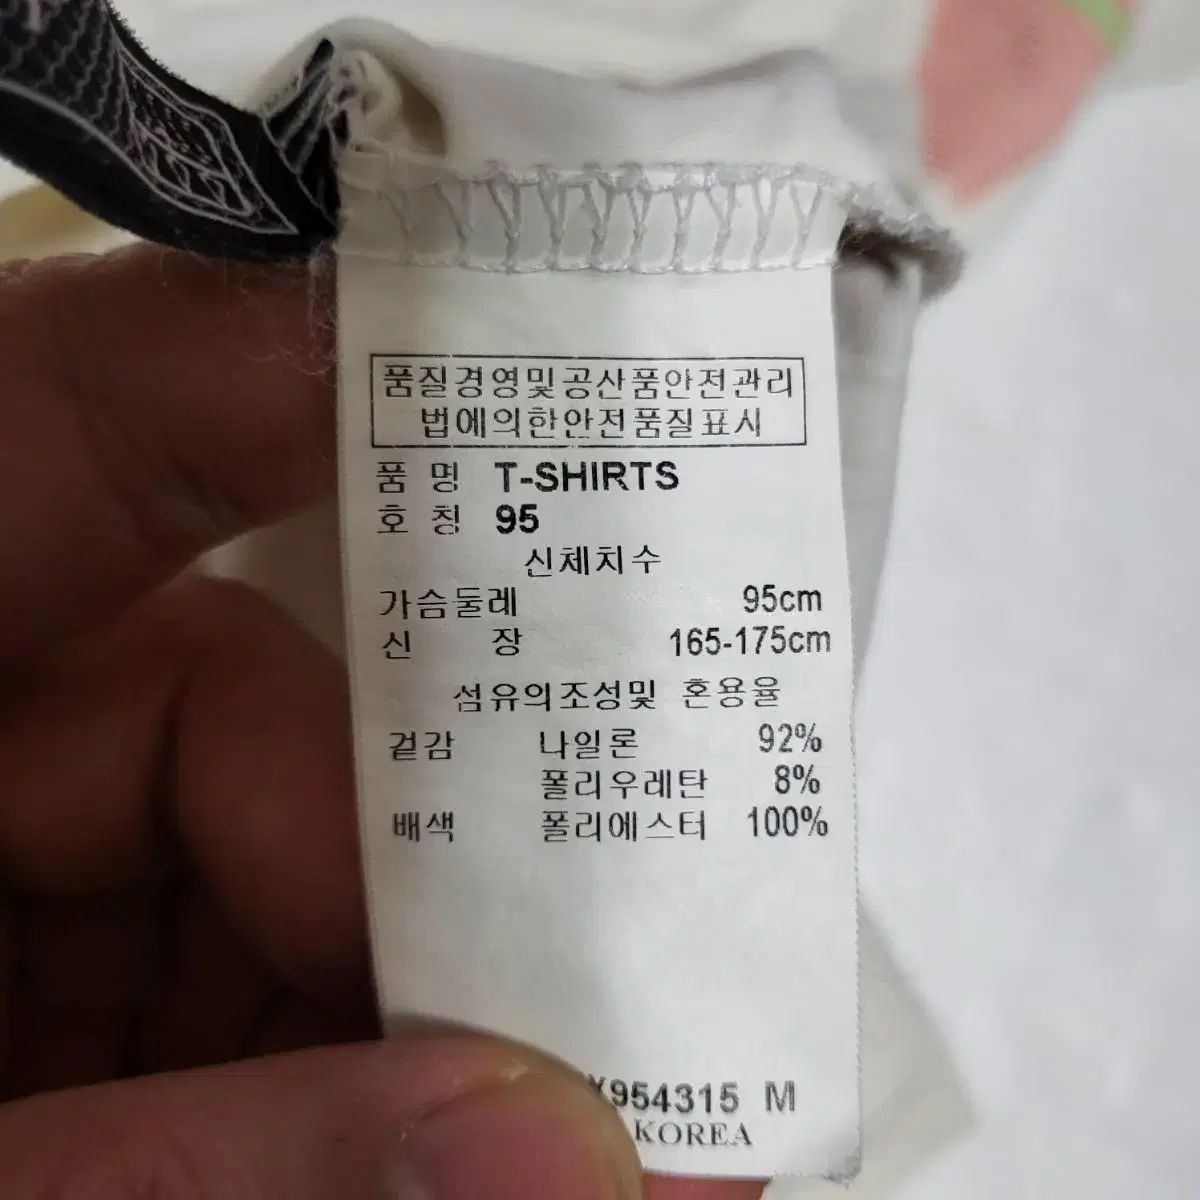 품질경영및공산품안전관리
법에의한안전품질표시
품 명 T-SHIRTS
호 칭 95
신체치수
가슴둘레 95cm
신 장 165-175cm
섬유의조성및 혼용율
겉감 나일론 92%
폴리우레탄 8%
배색 폴리에스터 100%
954315 M
KOREA